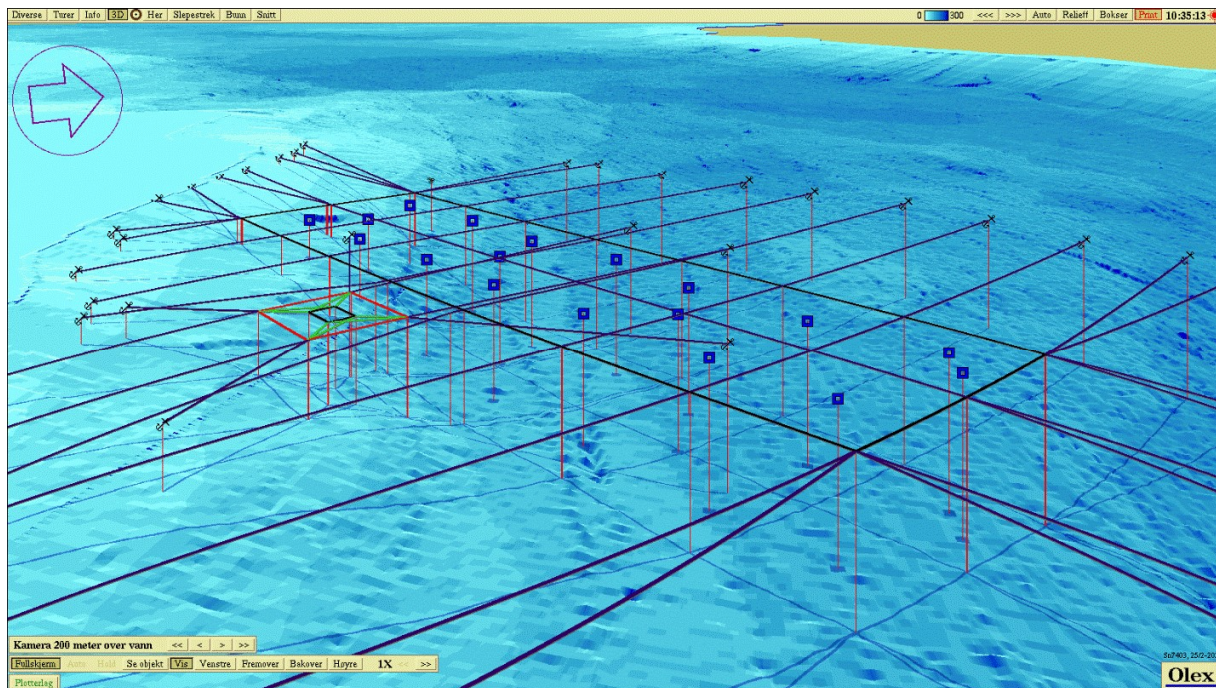 Diverse Turer Info 3D Her Slepestrek Bunn Snitt 0 300 <<< >>> Auto Relieff Bokser Print 10:35:13
Kamera 200 meter over vann << < > >>
Fullskjerm Auto Hald Se objekt Vis Venstre Fremover Bakover Høyre 1X << >>
Plotterlag
Olex